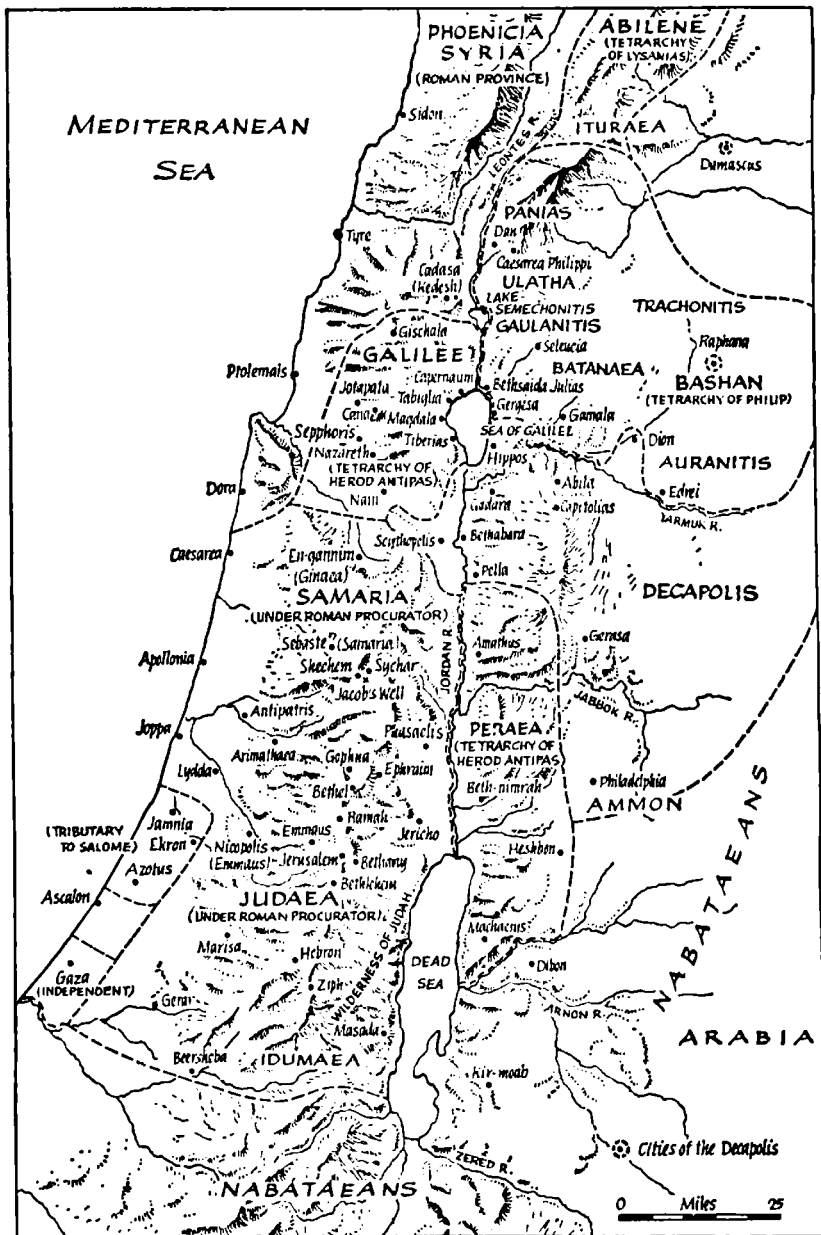 PHOENICIA
SYRIA
(ROMAN PROVINCE)
ABILENE
(TETRARCHY
OF LYSANIAS)
MEDITERRANEAN
SEA
Sidon
LEONTES R.
ITURAEA
Damascus
PANIAS
Tyre
Dan
Caesarea Philippi
Cadasa
(Kedesh)
ULATHA
LAKE
SEMECHONITIS
GAULANITIS
TRACHONITIS
Gischala
GALILEE
Seleucia
Raphana
BATANAEA
Ptolemais
Capernaum
Bethsaida Julias
BASHAN
(TETRARCHY OF PHILIP)
Jotapata
Tabigha
Gergesa
Cana
Magdala
Gamala
SEA OF GALILEE
Sepphoris
Tiberias
Dion
Nazareth
Hippos
(TETRARCHY OF
HEROD ANTIPAS)
AURANITIS
Dora
Nain
Abila
Edrei
Gadara
Capitolias
YARMUK R.
Caesarea
Scythopolis
Bethabara
En-gannim
(Ginaea)
Pella
SAMARIA
(UNDER ROMAN PROCURATOR)
DECAPOLIS
Sebaste (Samaria)
Amathus
Gerasa
Apollonia
Shechem
Sychar
JORDAN R.
Jacob's Well
JABBOK R.
Antipatris
Joppa
Phasaelis
PERAEA
(TETRARCHY OF
HEROD ANTIPAS
Arimathaea
Gophna
Lydda
Ephraim
Philadelphia
Bethel
Beth-nimrah
AMMON
Jamnia
Ramah
(TRIBUTARY
TO SALOME)
Ekron
Emmaus
Jericho
Nicopolis
(Emmaus)
Jerusalem
Bethany
Heshbon
Azotus
Bethlehem
Ascalon
JUDAEA
(UNDER ROMAN PROCURATOR)
WILDERNESS OF JUDAH
Machaerus
NABATAEANS
Marisa
Hebron
DEAD
SEA
Dibon
Gaza
(INDEPENDENT)
Ziph
Gerar
ARNON R.
Masada
ARABIA
Beersheba
IDUMAEA
Kir-moab
Cities of the Decapolis
ZERED R.
NABATAEANS
0 Miles 25